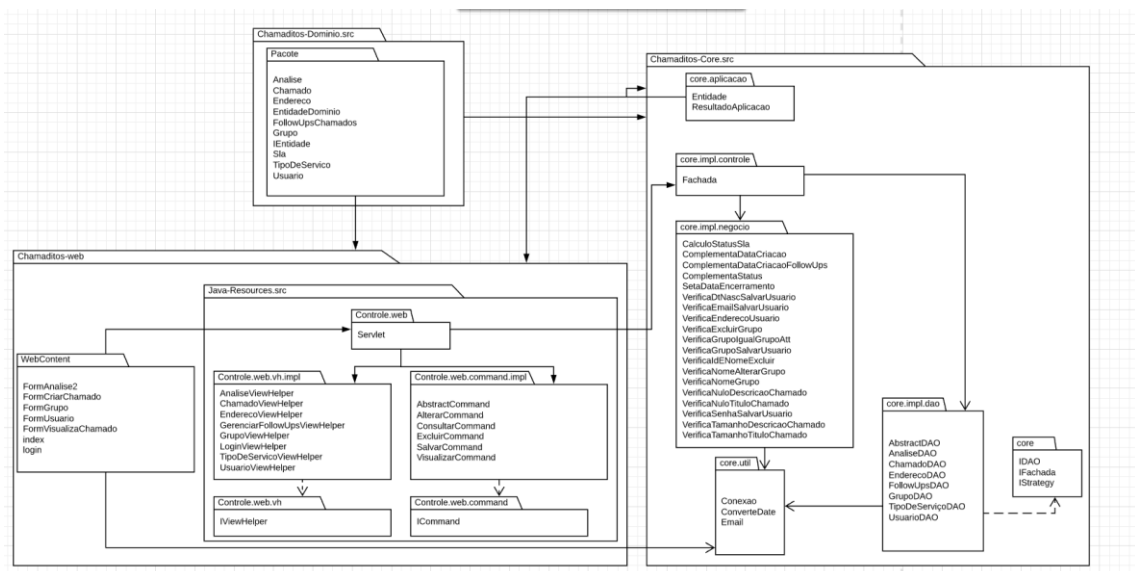 Chamaditos-Dominio.src
Pacote
Analise
Chamado
Endereco
EntidadeDominio
FollowUpsChamados
Grupo
IEntidade
Sla
TipoDeServico
Usuario
Chamaditos-web
Java-Resources.src
Controle.web
Servlet
WebContent
FormAnalise2
FormCriarChamado
FormGrupo
FormUsuario
FormVisualizaChamado
index
login
Controle.web.vh.impl
AnaliseViewHelper
ChamadoViewHelper
EnderecoViewHelper
GerenciarFollowUpsViewHelper
GrupoViewHelper
LoginViewHelper
TipoDeServicoViewHelper
UsuarioViewHelper
Controle.web.command.impl
AbstractCommand
AlterarCommand
ConsultarCommand
ExcluirCommand
SalvarCommand
VisualizarCommand
Controle.web.vh
IViewHelper
Controle.web.command
ICommand
Chamaditos-Core.src
core.aplicacao
Entidade
ResultadoAplicacao
core.impl.controle
Fachada
core.impl.negocio
CalculoStatusSla
ComplementaDataCriacao
ComplementaDataCriacaoFollowUps
ComplementaStatus
SetaDataEncerramento
VerificaDtNascSalvarUsuario
VerificaEmailSalvarUsuario
VerificaEnderecoUsuario
VerificaExcluirGrupo
VerificaGrupoIgualGrupoAtt
VerificaGrupoSalvarUsuario
VerificaIdENomeExcluir
VerificaNomeAlterarGrupo
VerificaNomeGrupo
VerificaNuloDescricaoChamado
VerificaNuloTituloChamado
VerificaSenhaSalvarUsuario
VerificaTamanhoDescricaoChamado
VerificaTamanhoTituloChamado
core.util
Conexao
ConverteDate
Email
core.impl.dao
AbstractDAO
AnaliseDAO
ChamadoDAO
EnderecoDAO
FollowUpsDAO
GrupoDAO
TipoDeServiçoDAO
UsuarioDAO
core
IDAO
IFachada
IStrategy